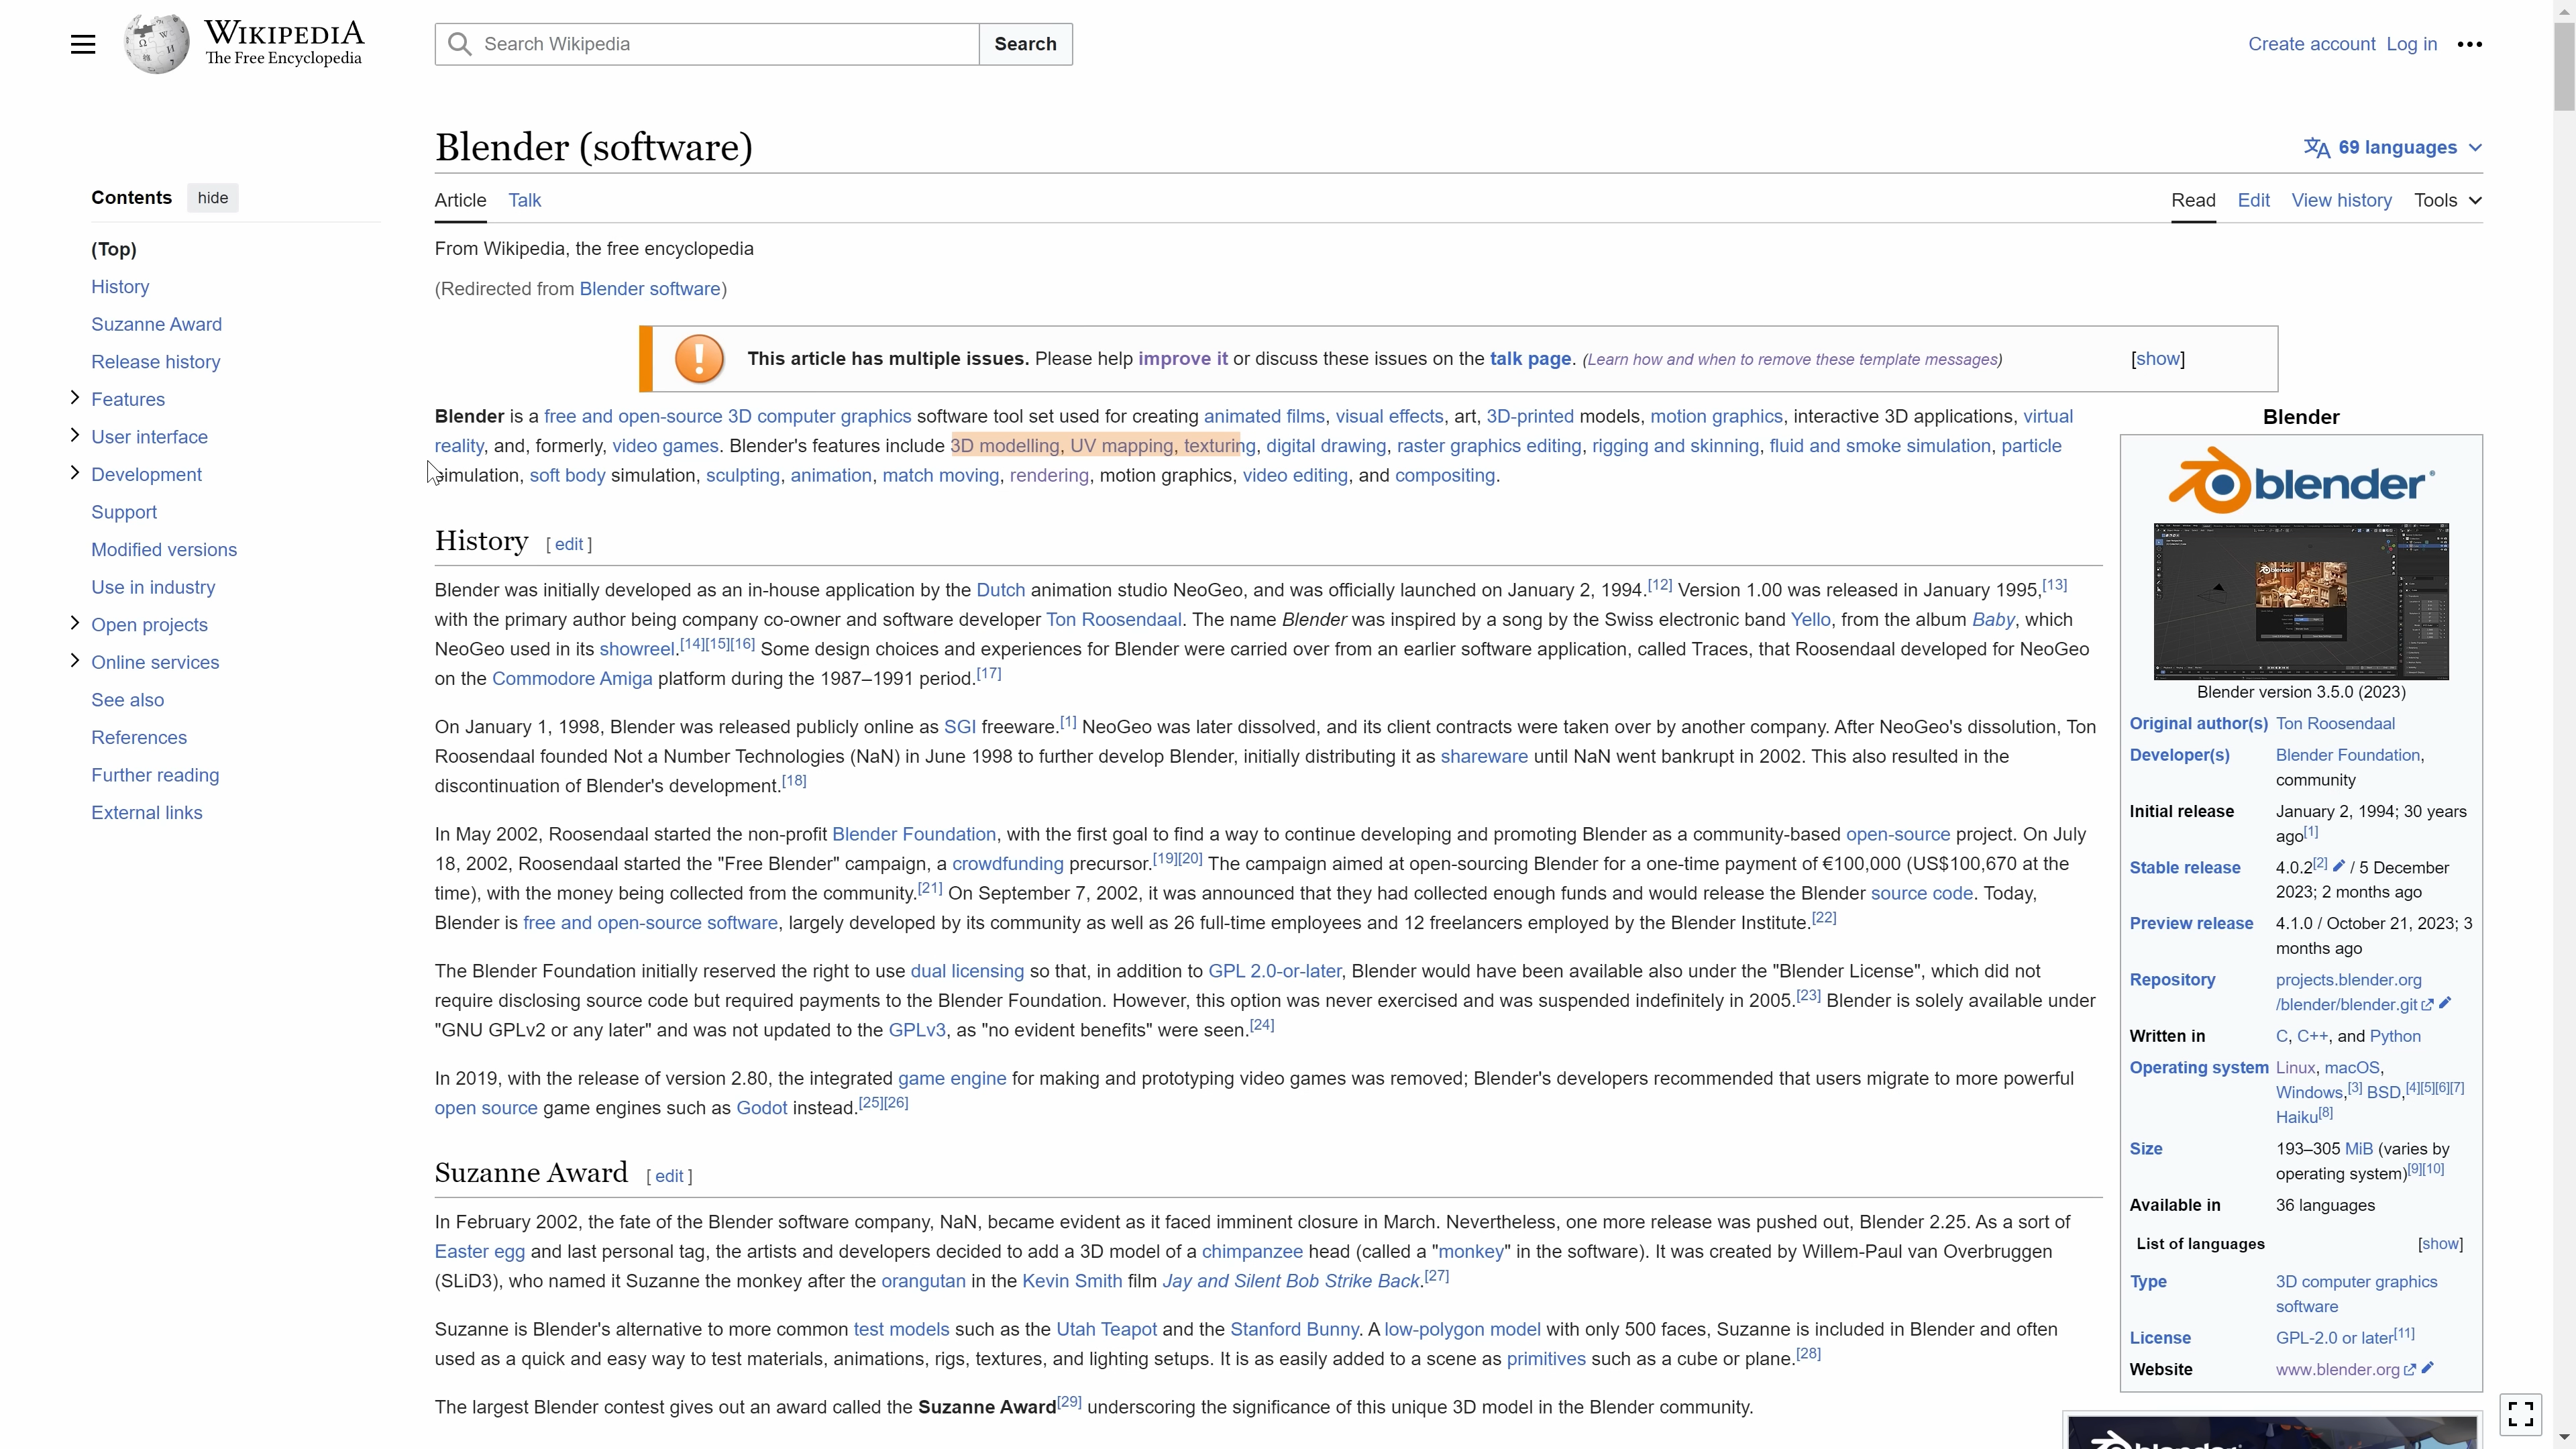 WIKIPEDIA
The Free Encyclopedia
Search Wikipedia
Search
Create account
Log in
Contents
hide
(Top)
History
Suzanne Award
Release history
Features
User interface
Development
Support
Modified versions
Use in industry
Open projects
Online services
See also
References
Further reading
External links
Blender (software)
69 languages
Article
Talk
Read
Edit
View history
Tools
From Wikipedia, the free encyclopedia
(Redirected from Blender software)
This article has multiple issues. Please help improve it or discuss these issues on the talk page. (Learn how and when to remove these template messages)
[show]
Blender is a free and open-source 3D computer graphics software tool set used for creating animated films, visual effects, art, 3D-printed models, motion graphics, interactive 3D applications, virtual
reality, and, formerly, video games. Blender's features include 3D modelling, UV mapping, texturing, digital drawing, raster graphics editing, rigging and skinning, fluid and smoke simulation, particle
simulation, soft body simulation, sculpting, animation, match moving, rendering, motion graphics, video editing, and compositing.
History [ edit ]
Blender was initially developed as an in-house application by the Dutch animation studio NeoGeo, and was officially launched on January 2, 1994.[12] Version 1.00 was released in January 1995,[13]
with the primary author being company co-owner and software developer Ton Roosendaal. The name Blender was inspired by a song by the Swiss electronic band Yello, from the album Baby, which
NeoGeo used in its showreel.[14][15][16] Some design choices and experiences for Blender were carried over from an earlier software application, called Traces, that Roosendaal developed for NeoGeo
on the Commodore Amiga platform during the 1987–1991 period.[17]
On January 1, 1998, Blender was released publicly online as SGI freeware.[1] NeoGeo was later dissolved, and its client contracts were taken over by another company. After NeoGeo's dissolution, Ton
Roosendaal founded Not a Number Technologies (NaN) in June 1998 to further develop Blender, initially distributing it as shareware until NaN went bankrupt in 2002. This also resulted in the
discontinuation of Blender's development.[18]
In May 2002, Roosendaal started the non-profit Blender Foundation, with the first goal to find a way to continue developing and promoting Blender as a community-based open-source project. On July
18, 2002, Roosendaal started the "Free Blender" campaign, a crowdfunding precursor.[19][20] The campaign aimed at open-sourcing Blender for a one-time payment of €100,000 (US$100,670 at the
time), with the money being collected from the community.[21] On September 7, 2002, it was announced that they had collected enough funds and would release the Blender source code. Today,
Blender is free and open-source software, largely developed by its community as well as 26 full-time employees and 12 freelancers employed by the Blender Institute.[22]
The Blender Foundation initially reserved the right to use dual licensing so that, in addition to GPL 2.0-or-later, Blender would have been available also under the "Blender License", which did not
require disclosing source code but required payments to the Blender Foundation. However, this option was never exercised and was suspended indefinitely in 2005.[23] Blender is solely available under
"GNU GPLv2 or any later" and was not updated to the GPLv3, as "no evident benefits" were seen.[24]
In 2019, with the release of version 2.80, the integrated game engine for making and prototyping video games was removed; Blender's developers recommended that users migrate to more powerful
open source game engines such as Godot instead.[25][26]
Suzanne Award [ edit ]
In February 2002, the fate of the Blender software company, NaN, became evident as it faced imminent closure in March. Nevertheless, one more release was pushed out, Blender 2.25. As a sort of
Easter egg and last personal tag, the artists and developers decided to add a 3D model of a chimpanzee head (called a "monkey" in the software). It was created by Willem-Paul van Overbruggen
(SLiD3), who named it Suzanne the monkey after the orangutan in the Kevin Smith film Jay and Silent Bob Strike Back.[27]
Suzanne is Blender's alternative to more common test models such as the Utah Teapot and the Stanford Bunny. A low-polygon model with only 500 faces, Suzanne is included in Blender and often
used as a quick and easy way to test materials, animations, rigs, textures, and lighting setups. It is as easily added to a scene as primitives such as a cube or plane.[28]
The largest Blender contest gives out an award called the Suzanne Award[29] underscoring the significance of this unique 3D model in the Blender community.
Blender
blender
blender
Blender version 3.5.0 (2023)
Original author(s) Ton Roosendaal
Developer(s) Blender Foundation,
community
Initial release January 2, 1994; 30 years
ago[1]
Stable release 4.0.2[2] / 5 December
2023; 2 months ago
Preview release 4.1.0 / October 21, 2023; 3
months ago
Repository projects.blender.org
/blender/blender.git
Written in C, C++, and Python
Operating system Linux, macOS,
Windows,[3] BSD,[4][5][6][7]
Haiku[8]
Size 193–305 MiB (varies by
operating system)[9][10]
Available in 36 languages
List of languages [show]
Type 3D computer graphics
software
License GPL-2.0 or later[11]
Website www.blender.org
blender